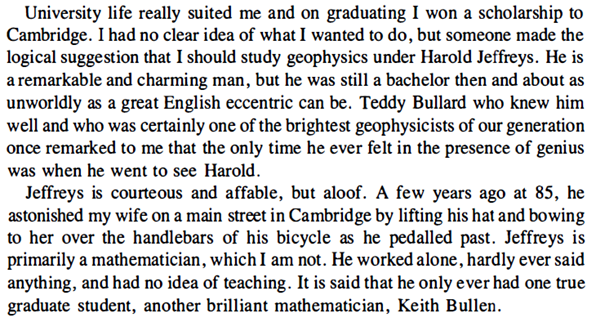 University life really suited me and on graduating I won a scholarship to
Cambridge. I had no clear idea of what I wanted to do, but someone made the
logical suggestion that I should study geophysics under Harold Jeffreys. He is
a remarkable and charming man, but he was still a bachelor then and about as
unworldly as a great English eccentric can be. Teddy Bullard who knew him
well and who was certainly one of the brightest geophysicists of our generation
once remarked to me that the only time he ever felt in the presence of genius
was when he went to see Harold.
Jeffreys is courteous and affable, but aloof. A few years ago at 85, he
astonished my wife on a main street in Cambridge by lifting his hat and bowing
to her over the handlebars of his bicycle as he pedalled past. Jeffreys is
primarily a mathematician, which I am not. He worked alone, hardly ever said
anything, and had no idea of teaching. It is said that he only ever had one true
graduate student, another brilliant mathematician, Keith Bullen.